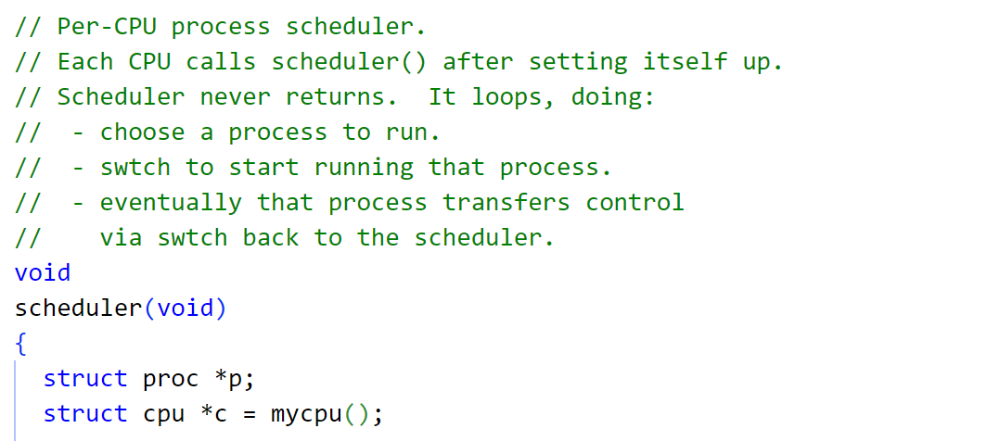 // Per-CPU process scheduler.
// Each CPU calls scheduler() after setting itself up.
// Scheduler never returns.  It loops, doing:
//  - choose a process to run.
//  - swtch to start running that process.
//  - eventually that process transfers control
//    via swtch back to the scheduler.
void
scheduler(void)
{
  struct proc *p;
  struct cpu *c = mycpu();